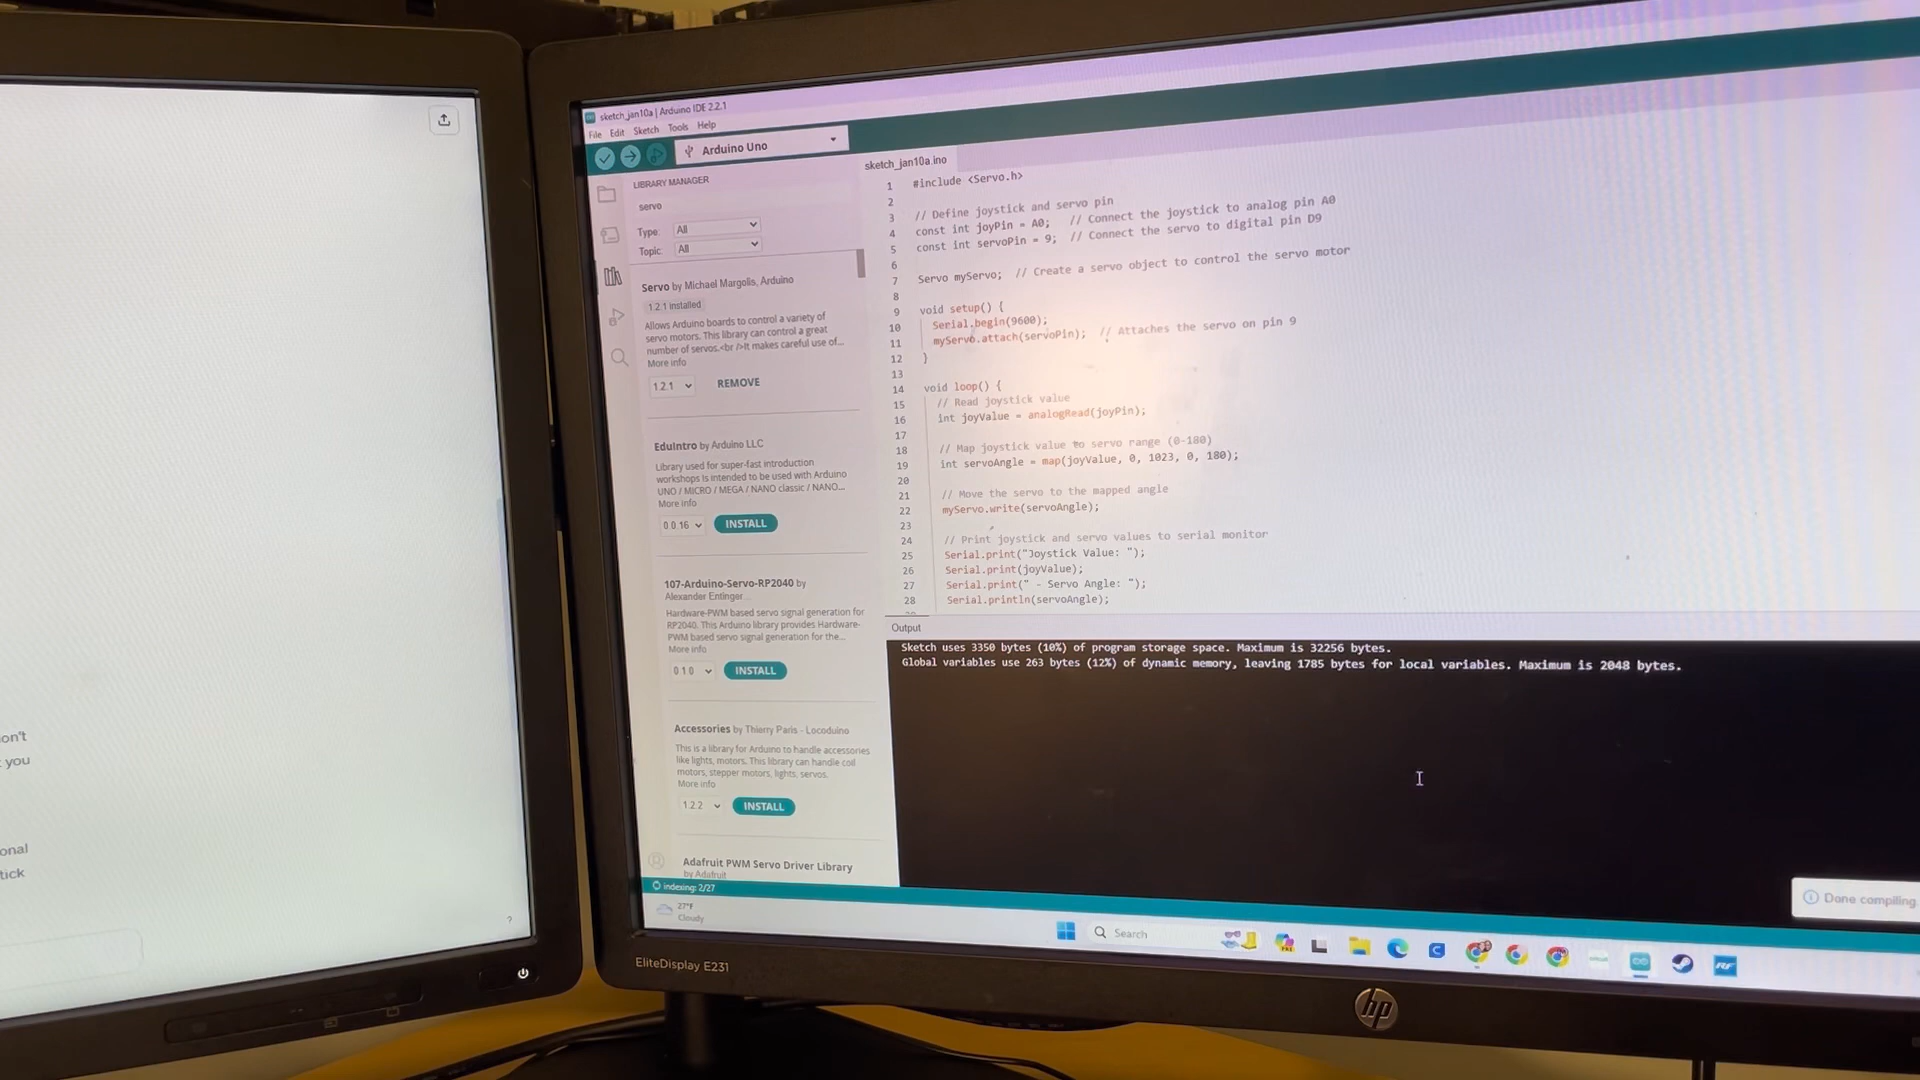 on't
you
onal
tick
?
sketch_jan10a | Arduino IDE 2.2.1
File Edit Sketch Tools Help
Arduino Uno
LIBRARY MANAGER
servo
Type: All
Topic: All
Servo by Michael Margolis, Arduino
1.2.1 installed
Allows Arduino boards to control a variety of
servo motors. This library can control a great
number of servos.<br />It makes careful use of...
More info
1.2.1 REMOVE
EduIntro by Arduino LLC
Library used for super-fast introduction
workshops is intended to be used with Arduino
UNO / MICRO / MEGA / NANO classic / NANO...
More info
0.0.16 INSTALL
107-Arduino-Servo-RP2040 by
Alexander Entinger
Hardware-PWM based servo signal generation for
RP2040. This Arduino library provides Hardware-
PWM based servo signal generation for the...
More info
0.1.0 INSTALL
Accessories by Thierry Paris - Locoduino
This is a library for Arduino to handle accessories
like lights, motors. This library can handle coil
motors, stepper motors, lights, servos.
More info
1.2.2 INSTALL
Adafruit PWM Servo Driver Library
by Adafruit
sketch_jan10a.ino
1 #include <Servo.h>
2
3 // Define joystick and servo pin
4 const int joyPin = A0; // Connect the joystick to analog pin A0
5 const int servoPin = 9; // Connect the servo to digital pin D9
6
7 Servo myServo; // Create a servo object to control the servo motor
8
9 void setup() {
10 Serial.begin(9600);
11 myServo.attach(servoPin); // Attaches the servo on pin 9
12 }
13
14 void loop() {
15 // Read joystick value
16 int joyValue = analogRead(joyPin);
17
18 // Map joystick value to servo range (0-180)
19 int servoAngle = map(joyValue, 0, 1023, 0, 180);
20
21 // Move the servo to the mapped angle
22 myServo.write(servoAngle);
23
24 // Print joystick and servo values to serial monitor
25 Serial.print("Joystick Value: ");
26 Serial.print(joyValue);
27 Serial.print(" - Servo Angle: ");
28 Serial.println(servoAngle);
Output
Sketch uses 3350 bytes (10%) of program storage space. Maximum is 32256 bytes.
Global variables use 263 bytes (12%) of dynamic memory, leaving 1785 bytes for local variables. Maximum is 2048 bytes.
Done compiling
indexing: 2/27
27°F
Cloudy
Search
EliteDisplay E231
hp